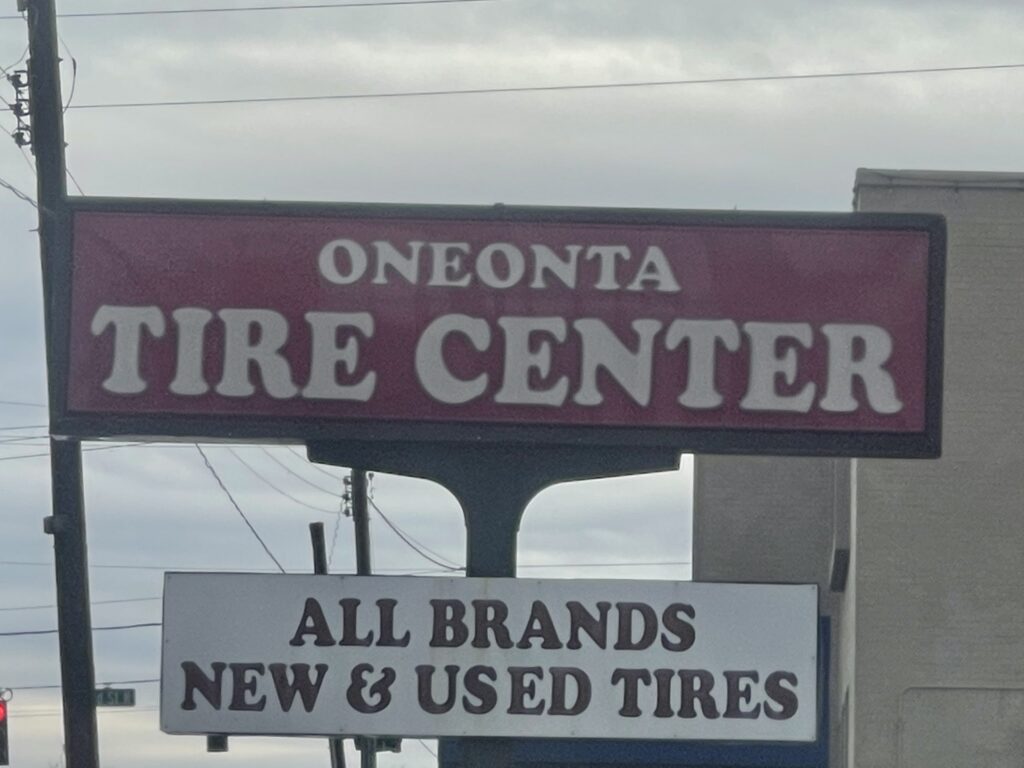 ONEONTA
TIRE CENTER
ALL BRANDS
NEW & USED TIRES